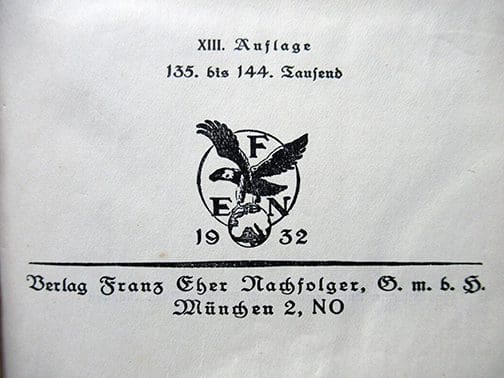 XIII. Auflage
135. bis 144. Tausend
F
E N
19 32
Verlag Franz Eher Nachfolger, G. m. b. H.
München 2, NO